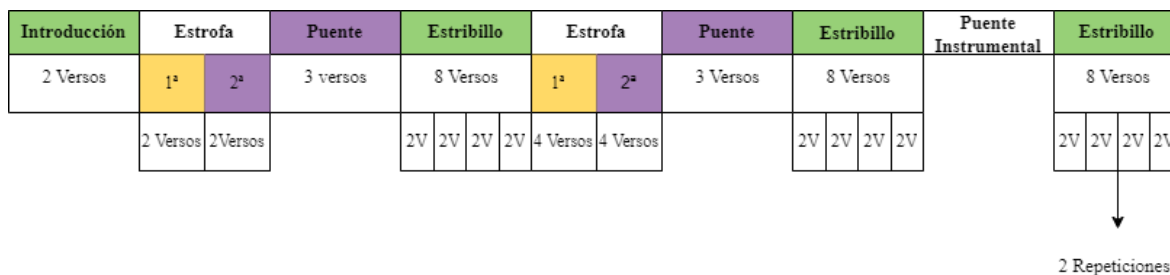 Introducción Estrofa Puente Estribillo Estrofa Puente Estribillo Puente Instrumental Estribillo
2 Versos 1ª 2ª 3 versos 8 Versos 1ª 2ª 3 Versos 8 Versos 8 Versos
2 Versos 2Versos 2V 2V 2V 2V 4 Versos 4 Versos 2V 2V 2V 2V 2V 2V 2V 2V
2 Repeticiones